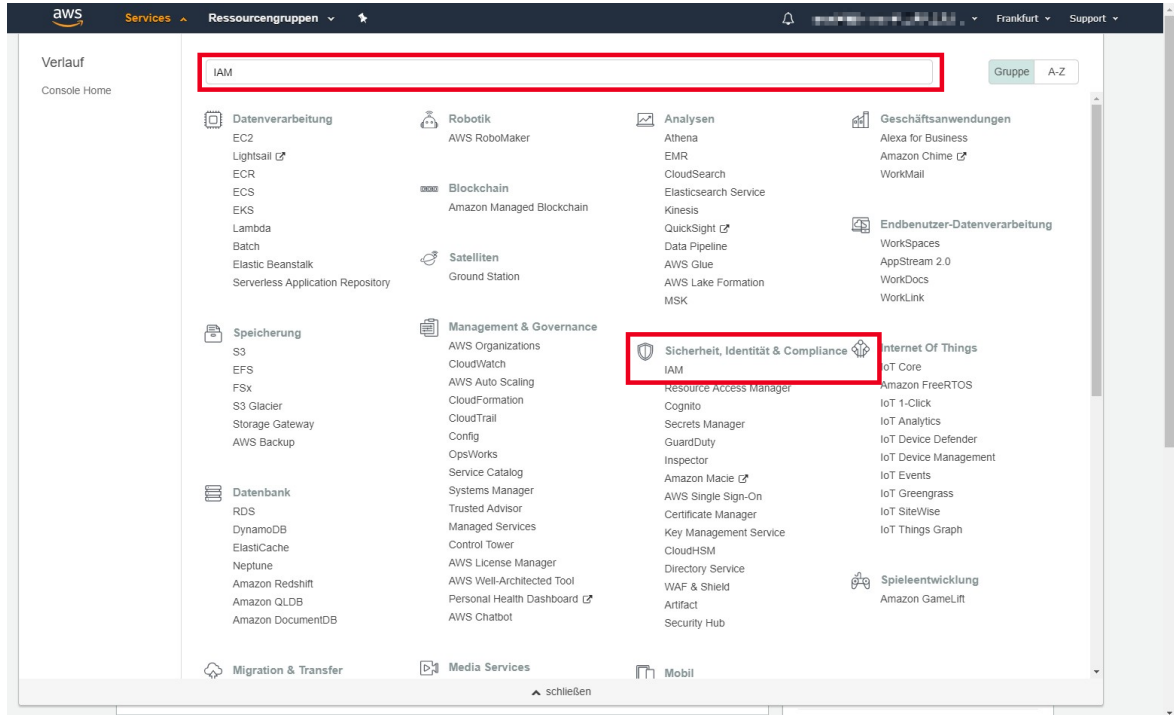 aws
Services
Ressourcengruppen
Frankfurt
Support
Verlauf
Console Home
IAM
Gruppe
A-Z
Datenverarbeitung
EC2
Lightsail
ECR
ECS
EKS
Lambda
Batch
Elastic Beanstalk
Serverless Application Repository
Speicherung
S3
EFS
FSx
S3 Glacier
Storage Gateway
AWS Backup
Datenbank
RDS
DynamoDB
ElastiCache
Neptune
Amazon Redshift
Amazon QLDB
Amazon DocumentDB
Migration & Transfer
Robotik
AWS RoboMaker
Blockchain
Amazon Managed Blockchain
Satelliten
Ground Station
Management & Governance
AWS Organizations
CloudWatch
AWS Auto Scaling
CloudFormation
CloudTrail
Config
OpsWorks
Service Catalog
Systems Manager
Trusted Advisor
Managed Services
Control Tower
AWS License Manager
AWS Well-Architected Tool
Personal Health Dashboard
AWS Chatbot
Media Services
Analysen
Athena
EMR
CloudSearch
Elasticsearch Service
Kinesis
QuickSight
Data Pipeline
AWS Glue
AWS Lake Formation
MSK
Sicherheit, Identität & Compliance
IAM
Resource Access Manager
Cognito
Secrets Manager
GuardDuty
Inspector
Amazon Macie
AWS Single Sign-On
Certificate Manager
Key Management Service
CloudHSM
Directory Service
WAF & Shield
Artifact
Security Hub
Mobil
Geschäftsanwendungen
Alexa for Business
Amazon Chime
WorkMail
Endbenutzer-Datenverarbeitung
WorkSpaces
AppStream 2.0
WorkDocs
WorkLink
Internet Of Things
IoT Core
Amazon FreeRTOS
IoT 1-Click
IoT Analytics
IoT Device Defender
IoT Device Management
IoT Events
IoT Greengrass
IoT SiteWise
IoT Things Graph
Spieleentwicklung
Amazon GameLift
schließen